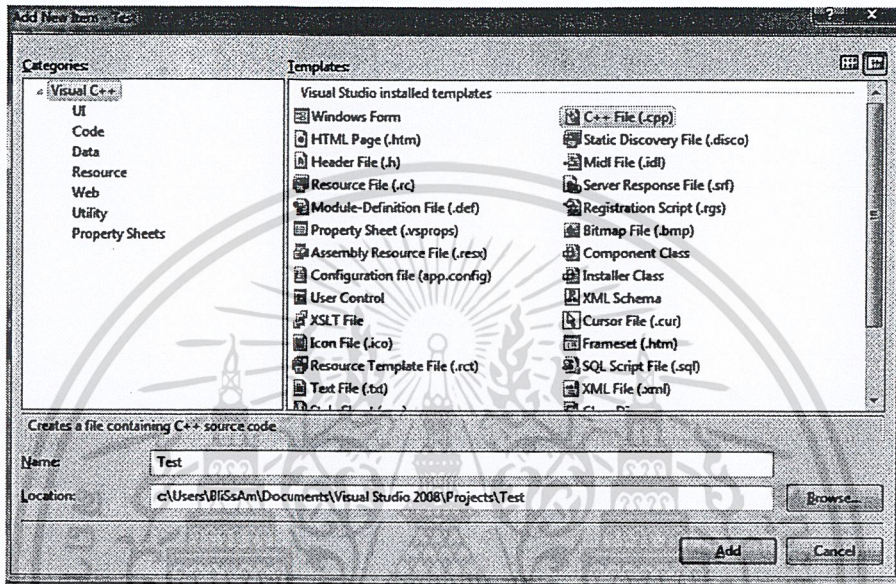 Add New Item - Test
Categories:
Templates:
Visual C++
UI
Code
Data
Resource
Web
Utility
Property Sheets
Visual Studio installed templates
Windows Form
C++ File (.cpp)
HTML Page (.htm)
Static Discovery File (.disco)
Header File (.h)
Midl File (.idl)
Resource File (.rc)
Server Response File (.srf)
Module-Definition File (.def)
Registration Script (.rgs)
Property Sheet (.vsprops)
Bitmap File (.bmp)
Assembly Resource File (.resx)
Component Class
Configuration file (app.config)
Installer Class
User Control
XML Schema
XSLT File
Cursor File (.cur)
Icon File (.ico)
Frameset (.htm)
Resource Template File (.rct)
SQL Script File (.sql)
Text File (.txt)
XML File (.xml)
Creates a file containing C++ source code
Name:
Test
Location:
c:\Users\BliSsAm\Documents\Visual Studio 2008\Projects\Test
Browse...
Add
Cancel